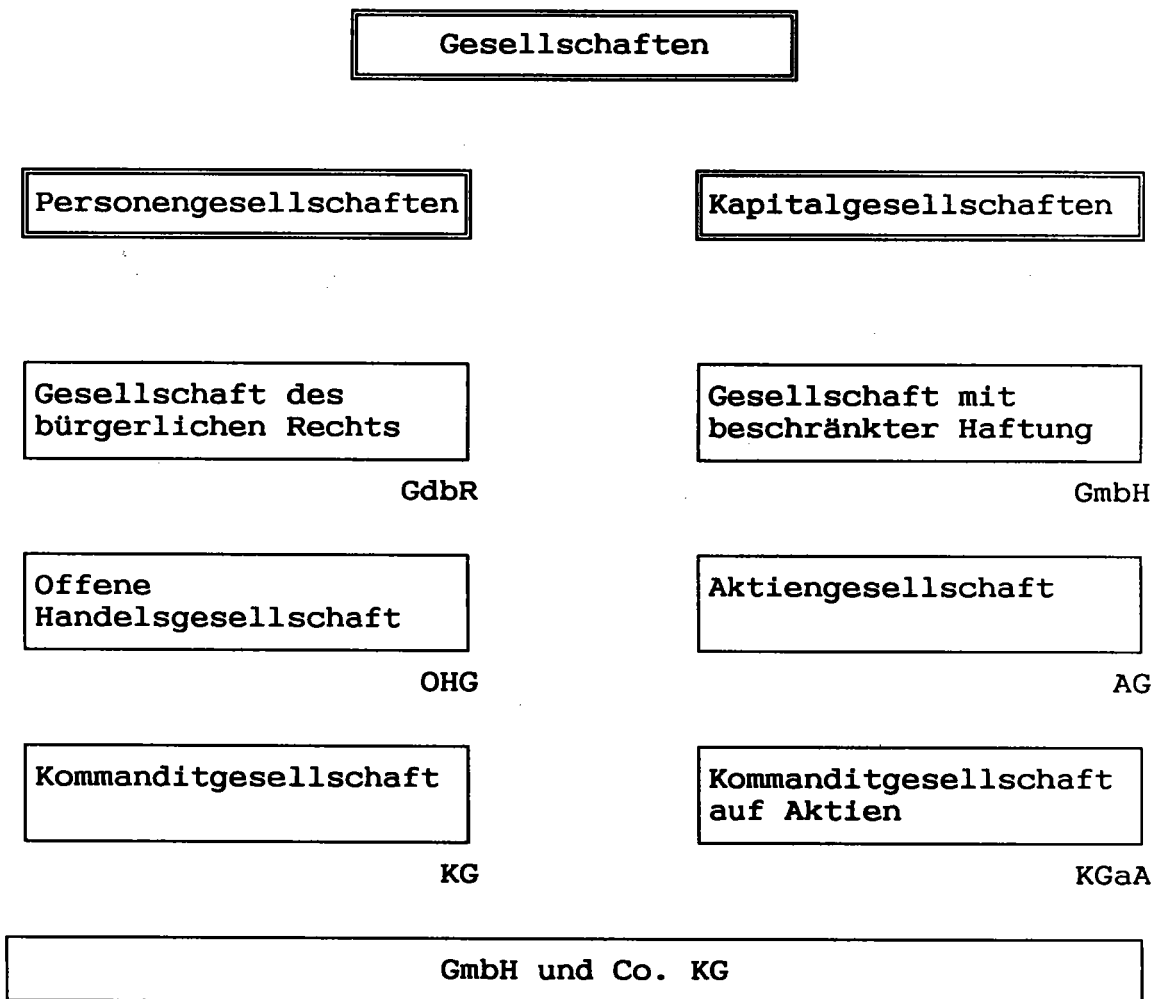 Gesellschaften
Personengesellschaften
Kapitalgesellschaften
Gesellschaft des
bürgerlichen Rechts
GdbR
Gesellschaft mit
beschränkter Haftung
GmbH
Offene
Handelsgesellschaft
OHG
Aktiengesellschaft
AG
Kommanditgesellschaft
KG
Kommanditgesellschaft
auf Aktien
KGaA
GmbH und Co. KG